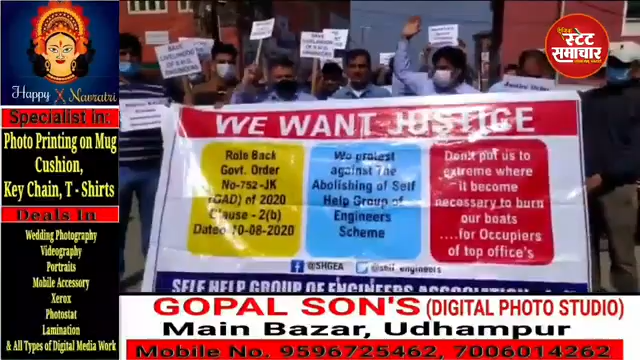 Happy Navratri
Specialist in:
Photo Printing on Mug
Cushion,
Key Chain, T - Shirts
Deals In
Wedding Photography
Videography
Portraits
Mobile Accessory
Xerox
Photostat
Lamination
& All Types of Digital Media Work
स्टेट
समाचार
WE WANT JUSTICE
Role Back
Govt. Order
No-752-JK
(GAD) of 2020
Clause - 2(b)
Dated 10-08-2020
We protest
against The
Abolishing of Self
Help Group of
Engineers
Scheme
Don't put us to
extreme where
it become
necessary to burn
our boats
....for Occupiers
of top office's
@SHGEA
SELF HELP GROUP OF ENGINEERS
GOPAL SON'S (DIGITAL PHOTO STUDIO)
Main Bazar, Udhampur
Mobile No. 9596725462, 7006014262